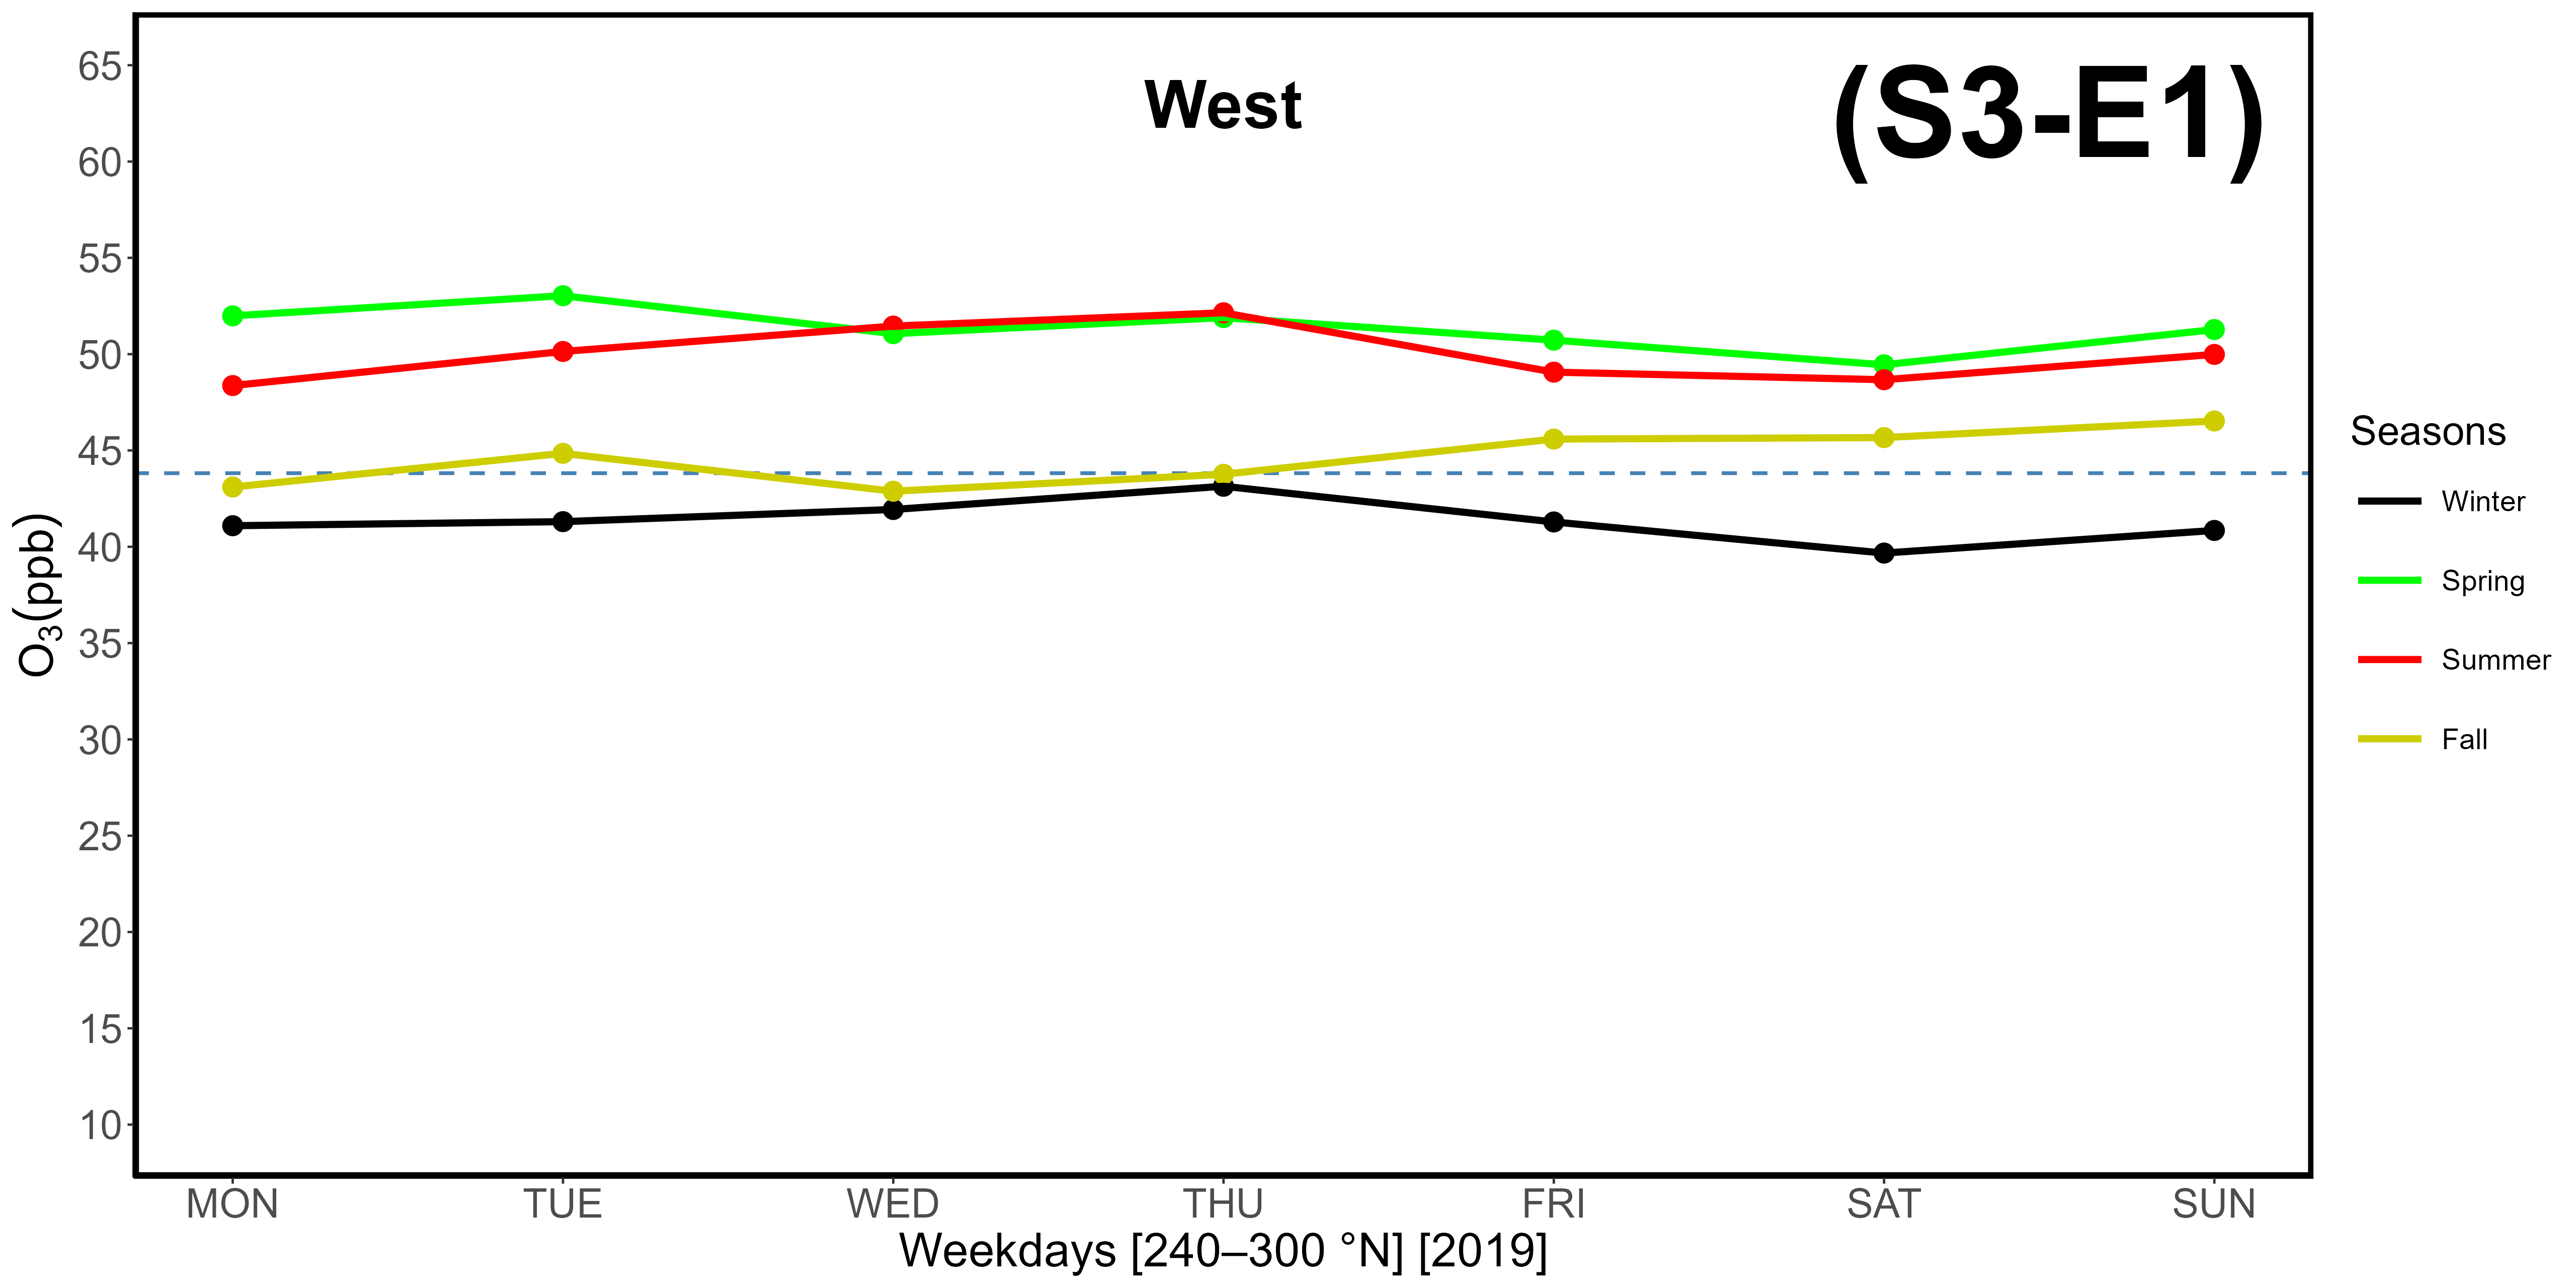 West
(S3-E1)
65
60
55
50
45
40
35
30
25
20
15
10
O₃(ppb)
MON TUE WED THU FRI SAT SUN
Weekdays [240–300 °N] [2019]
Seasons
Winter
Spring
Summer
Fall